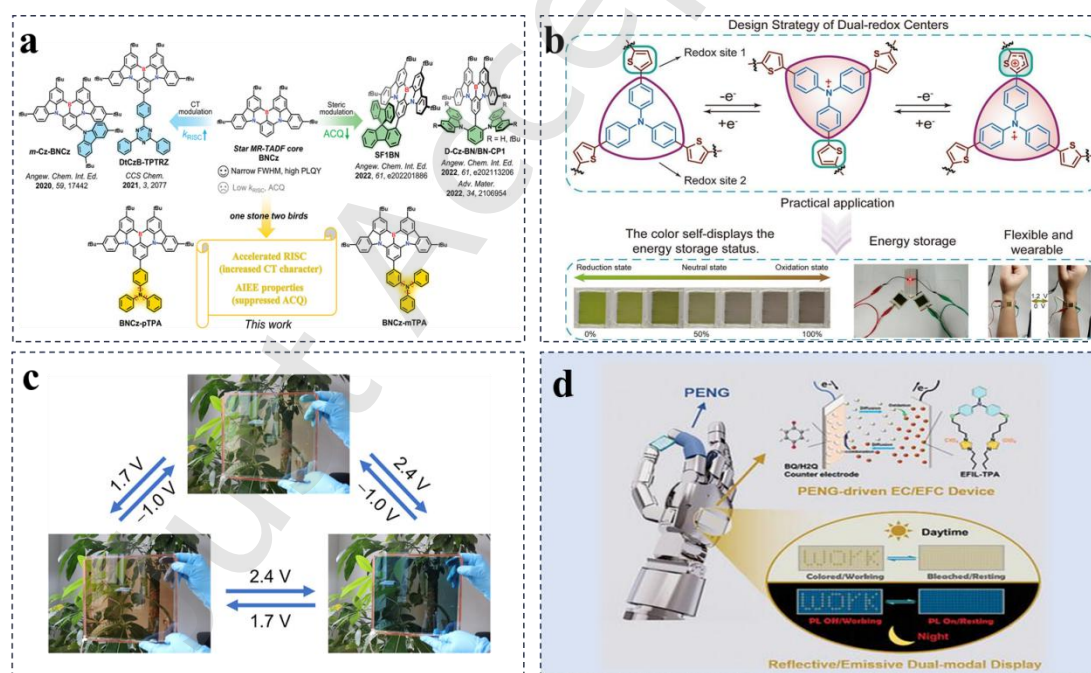 a
CT
modulation
kRISC↑
Steric
modulation
ACQ↓
Star MR-TADF core
BNCz
Narrow FWHM, high PLQY
Low kRISC, ACQ
m-Cz-BNCz
Angew. Chem. Int. Ed.
2020, 59, 17442
DtCzB-TPTRZ
CCS Chem.
2021, 3, 2077
SF1BN
Angew. Chem. Int. Ed.
2022, 61, e202201886
R = H, tBu
D-Cz-BN/BN-CP1
Angew. Chem. Int. Ed.
2022, 61, e202113206
Adv. Mater.
2022, 34, 2106954
one stone two birds
Accelerated RISC
(increased CT character)
AIEE properties
(suppressed ACQ)
This work
BNCz-pTPA
BNCz-mTPA
b
Design Strategy of Dual-redox Centers
Redox site 1
Redox site 2
-e-
+e-
-e-
+e-
Practical application
The color self-displays the
energy storage status.
Energy storage
Flexible and
wearable
Reduction state
Neutral state
Oxidation state
0%
50%
100%
1.2 V
0 V
c
1.7 V
−1.0 V
2.4 V
−1.0 V
2.4 V
1.7 V
d
PENG
e-
e-
Diffusion
Diffusion
BQ/H2Q
Counter electrode
EFIL-TPA
PENG-driven EC/EFC Device
Daytime
WORK
Colored/Working
Bleached/Resting
WORK
PL Off/Working
PL On/Resting
Night
Reflective/Emissive Dual-modal Display